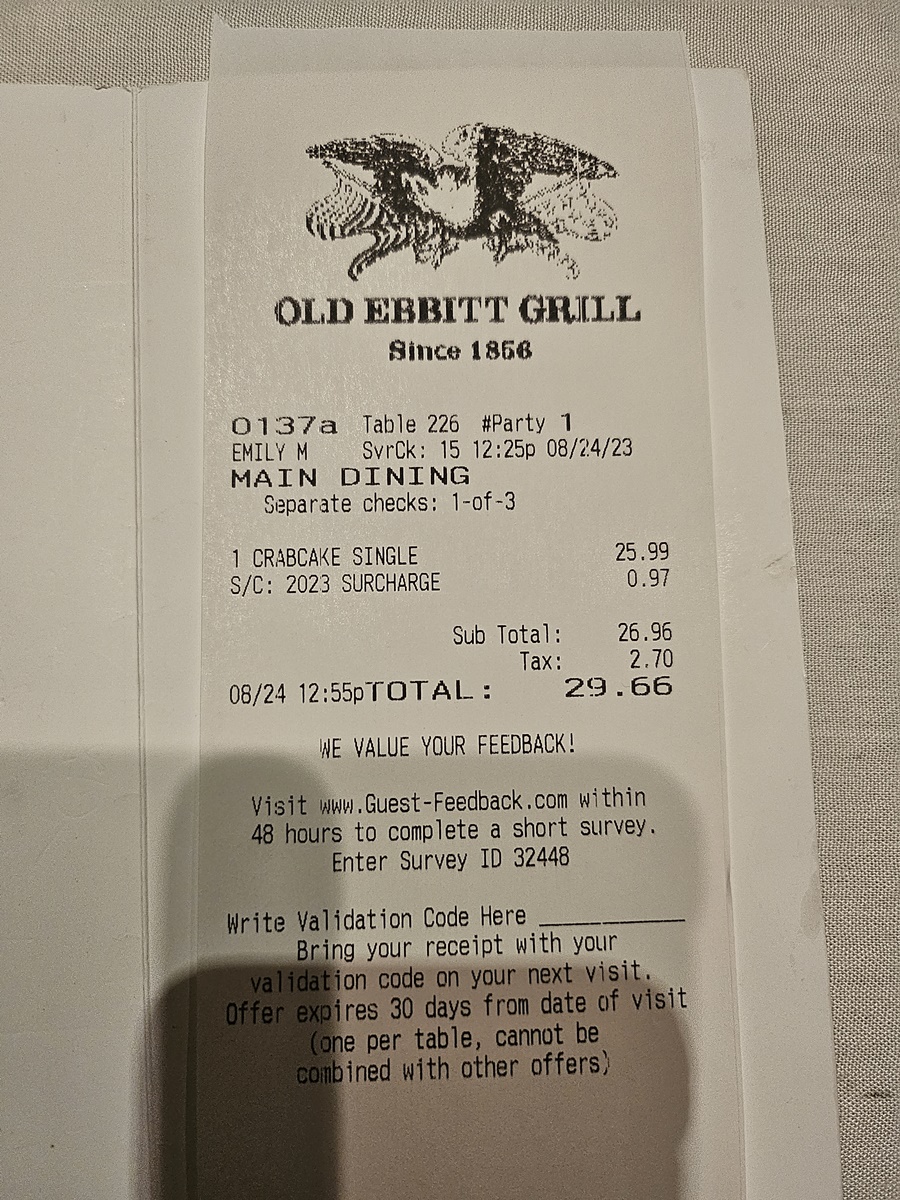 OLD EBBITT GRILL
Since 1856
0137a Table 226 #Party 1
EMILY M SvrCk: 15 12:25p 08/24/23
MAIN DINING
Separate checks: 1-of-3
1 CRABCAKE SINGLE 25.99
S/C: 2023 SURCHARGE 0.97
Sub Total: 26.96
Tax: 2.70
08/24 12:55pTOTAL: 29.66
WE VALUE YOUR FEEDBACK!
Visit www.Guest-Feedback.com within
48 hours to complete a short survey.
Enter Survey ID 32448
Write Validation Code Here ____________
Bring your receipt with your
validation code on your next visit.
Offer expires 30 days from date of visit
(one per table, cannot be
combined with other offers)